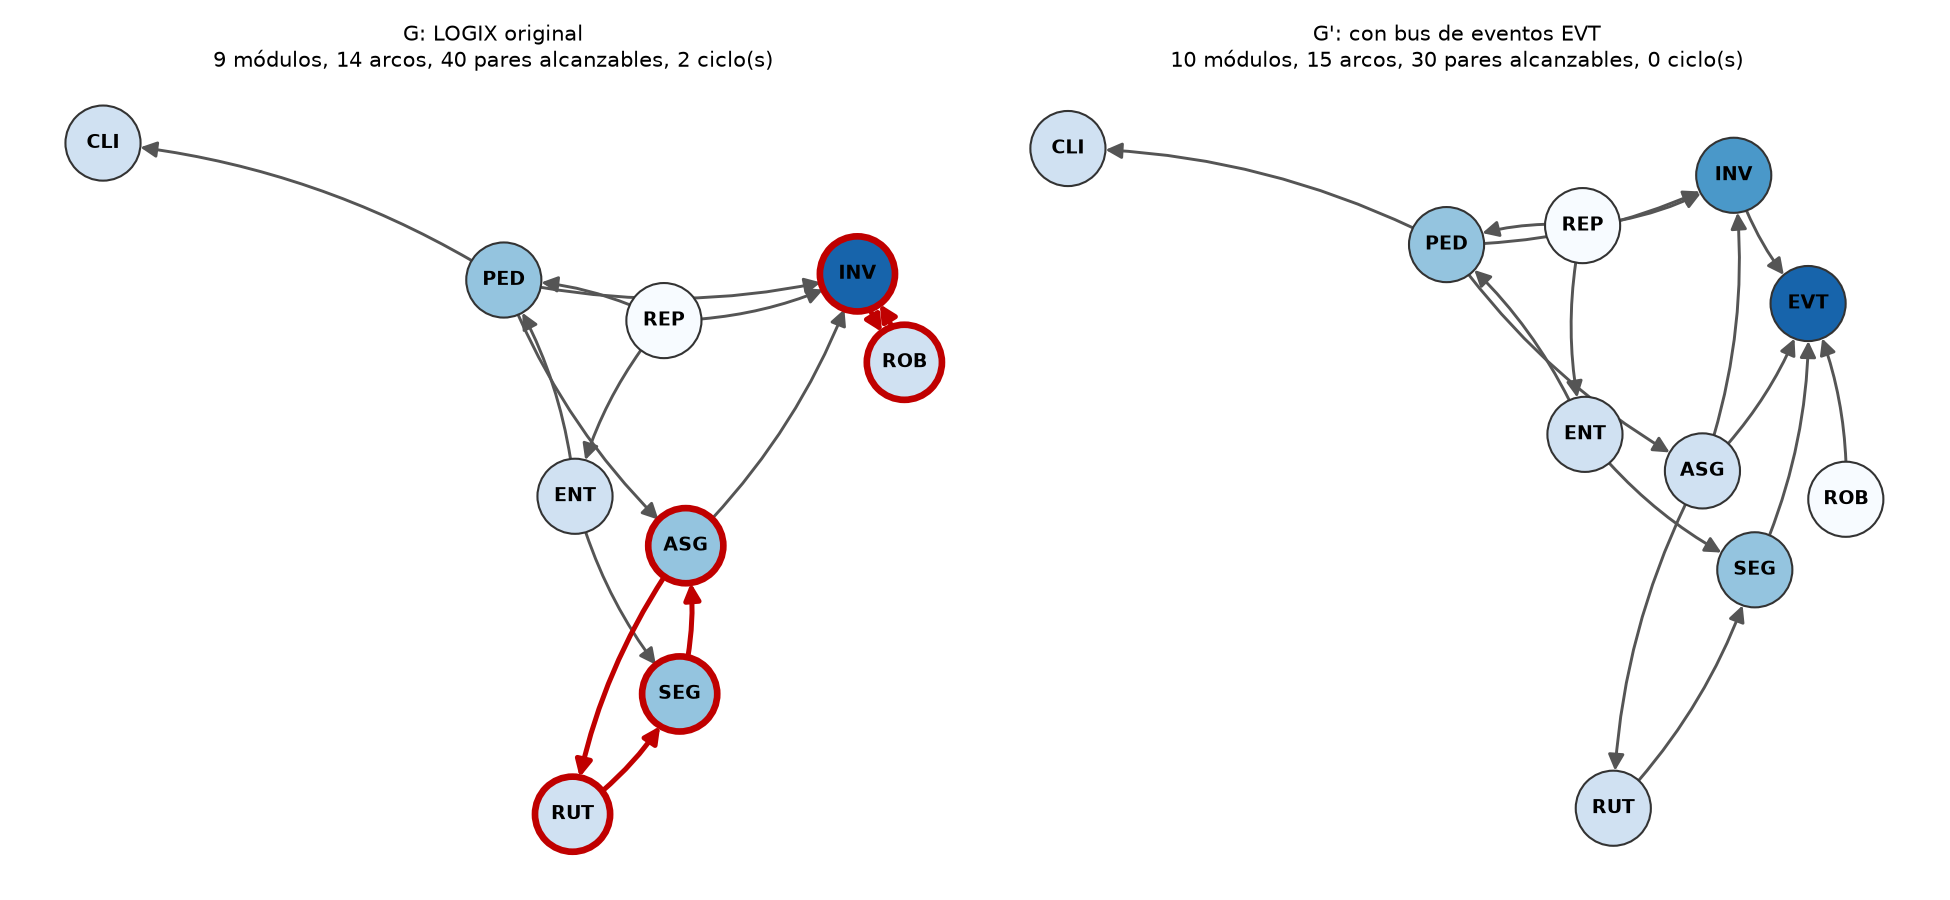 G: LOGIX original
9 módulos, 14 arcos, 40 pares alcanzables, 2 ciclo(s)
CLI
PED
REP
INV
ROB
ENT
ASG
SEG
RUT
G': con bus de eventos EVT
10 módulos, 15 arcos, 30 pares alcanzables, 0 ciclo(s)
CLI
INV
REP
PED
EVT
ENT
ASG
ROB
SEG
RUT